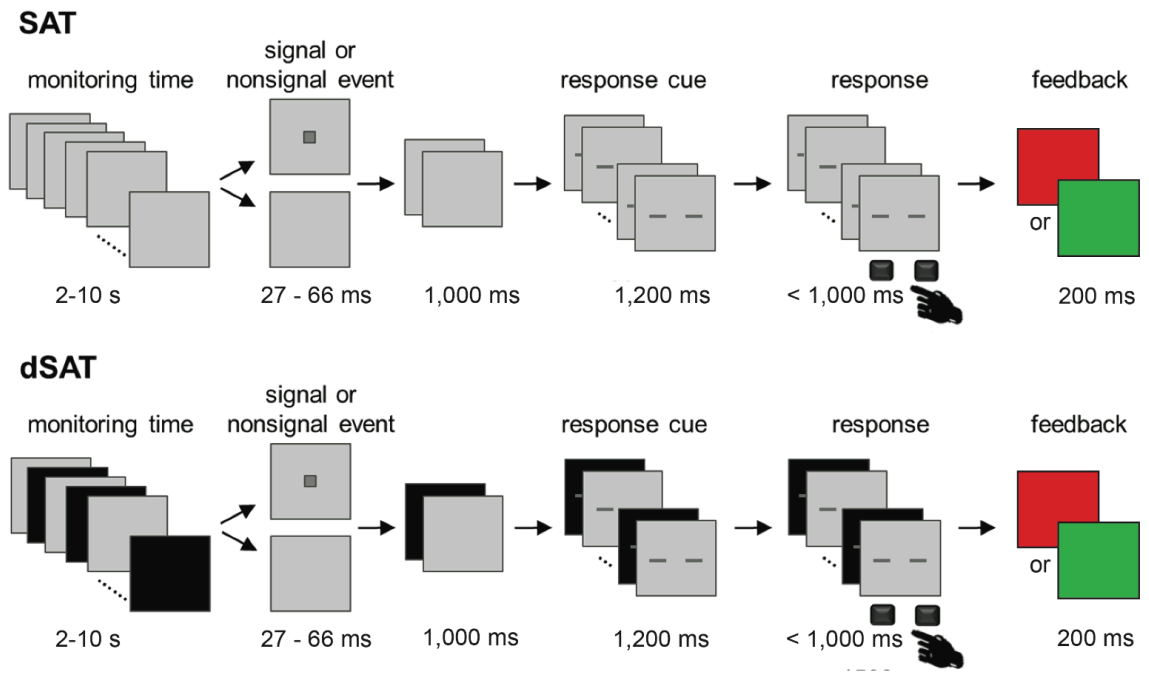 SAT
signal or
monitoring time nonsignal event response cue response feedback
or
2-10 s 27 - 66 ms 1,000 ms 1,200 ms < 1,000 ms 200 ms
dSAT
signal or
monitoring time nonsignal event response cue response feedback
or
2-10 s 27 - 66 ms 1,000 ms 1,200 ms < 1,000 ms 200 ms